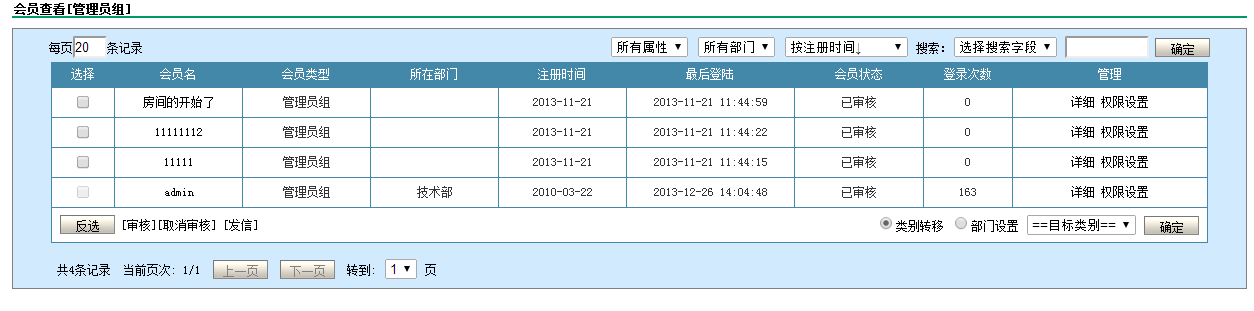 会员查看[管理员组]
每页20条记录 所有属性 所有部门 按注册时间↓ 搜索: 选择搜索字段 确定
选择 会员名 会员类型 所在部门 注册时间 最后登陆 会员状态 登录次数 管理
房间的开始了 管理员组 2013-11-21 2013-11-21 11:44:59 已审核 0 详细 权限设置
11111112 管理员组 2013-11-21 2013-11-21 11:44:22 已审核 0 详细 权限设置
11111 管理员组 2013-11-21 2013-11-21 11:44:15 已审核 0 详细 权限设置
admin 管理员组 技术部 2010-03-22 2013-12-26 14:04:48 已审核 163 详细 权限设置
反选 [审核][取消审核] [发信] 类别转移 部门设置 ==目标类别== 确定
共4条记录 当前页次: 1/1 上一页 下一页 转到: 1 页